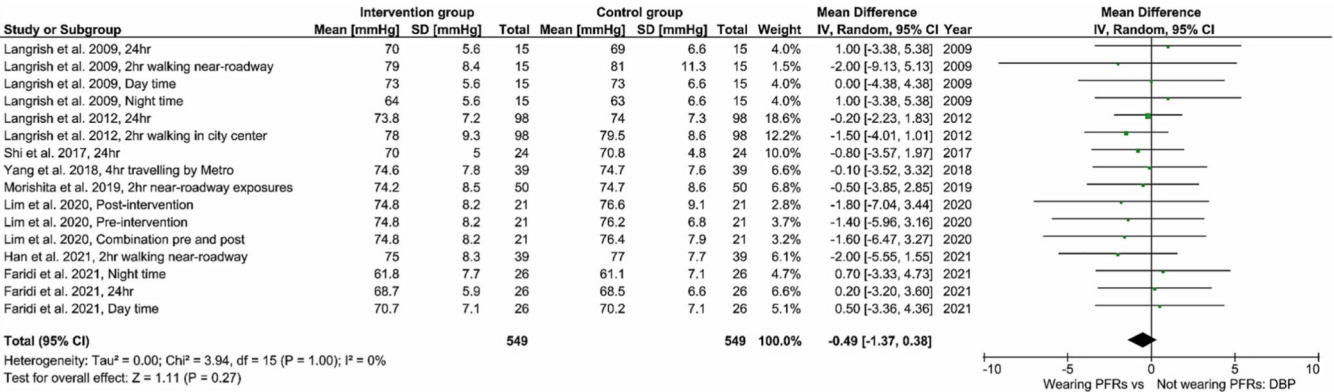 Intervention group Control group Mean Difference Mean Difference
Study or Subgroup Mean [mmHg] SD [mmHg] Total Mean [mmHg] SD [mmHg] Total Weight IV, Random, 95% CI Year IV, Random, 95% CI
Langrish et al. 2009, 24hr 70 5.6 15 69 6.6 15 4.0% 1.00 [-3.38, 5.38] 2009
Langrish et al. 2009, 2hr walking near-roadway 79 8.4 15 81 11.3 15 1.5% -2.00 [-9.13, 5.13] 2009
Langrish et al. 2009, Day time 73 5.6 15 73 6.6 15 4.0% 0.00 [-4.38, 4.38] 2009
Langrish et al. 2009, Night time 64 5.6 15 63 6.6 15 4.0% 1.00 [-3.38, 5.38] 2009
Langrish et al. 2012, 24hr 73.8 7.2 98 74 7.3 98 18.6% -0.20 [-2.23, 1.83] 2012
Langrish et al. 2012, 2hr walking in city center 78 9.3 98 79.5 8.6 98 12.2% -1.50 [-4.01, 1.01] 2012
Shi et al. 2017, 24hr 70 5 24 70.8 4.8 24 10.0% -0.80 [-3.57, 1.97] 2017
Yang et al. 2018, 4hr travelling by Metro 74.6 7.8 39 74.7 7.6 39 6.6% -0.10 [-3.52, 3.32] 2018
Morishita et al. 2019, 2hr near-roadway exposures 74.2 8.5 50 74.7 8.6 50 6.8% -0.50 [-3.85, 2.85] 2019
Lim et al. 2020, Post-intervention 74.8 8.2 21 76.6 9.1 21 2.8% -1.80 [-7.04, 3.44] 2020
Lim et al. 2020, Pre-intervention 74.8 8.2 21 76.2 6.8 21 3.7% -1.40 [-5.96, 3.16] 2020
Lim et al. 2020, Combination pre and post 74.8 8.2 21 76.4 7.9 21 3.2% -1.60 [-6.47, 3.27] 2020
Han et al. 2021, 2hr walking near-roadway 75 8.3 39 77 7.7 39 6.1% -2.00 [-5.55, 1.55] 2021
Faridi et al. 2021, Night time 61.8 7.7 26 61.1 7.1 26 4.7% 0.70 [-3.33, 4.73] 2021
Faridi et al. 2021, 24hr 68.7 5.9 26 68.5 6.6 26 6.6% 0.20 [-3.20, 3.60] 2021
Faridi et al. 2021, Day time 70.7 7.1 26 70.2 7.1 26 5.1% 0.50 [-3.36, 4.36] 2021
Total (95% CI) 549 549 100.0% -0.49 [-1.37, 0.38]
Heterogeneity: Tau² = 0.00; Chi² = 3.94, df = 15 (P = 1.00); I² = 0%
Test for overall effect: Z = 1.11 (P = 0.27)
-10 -5 0 5 10
Wearing PFRs vs Not wearing PFRs: DBP